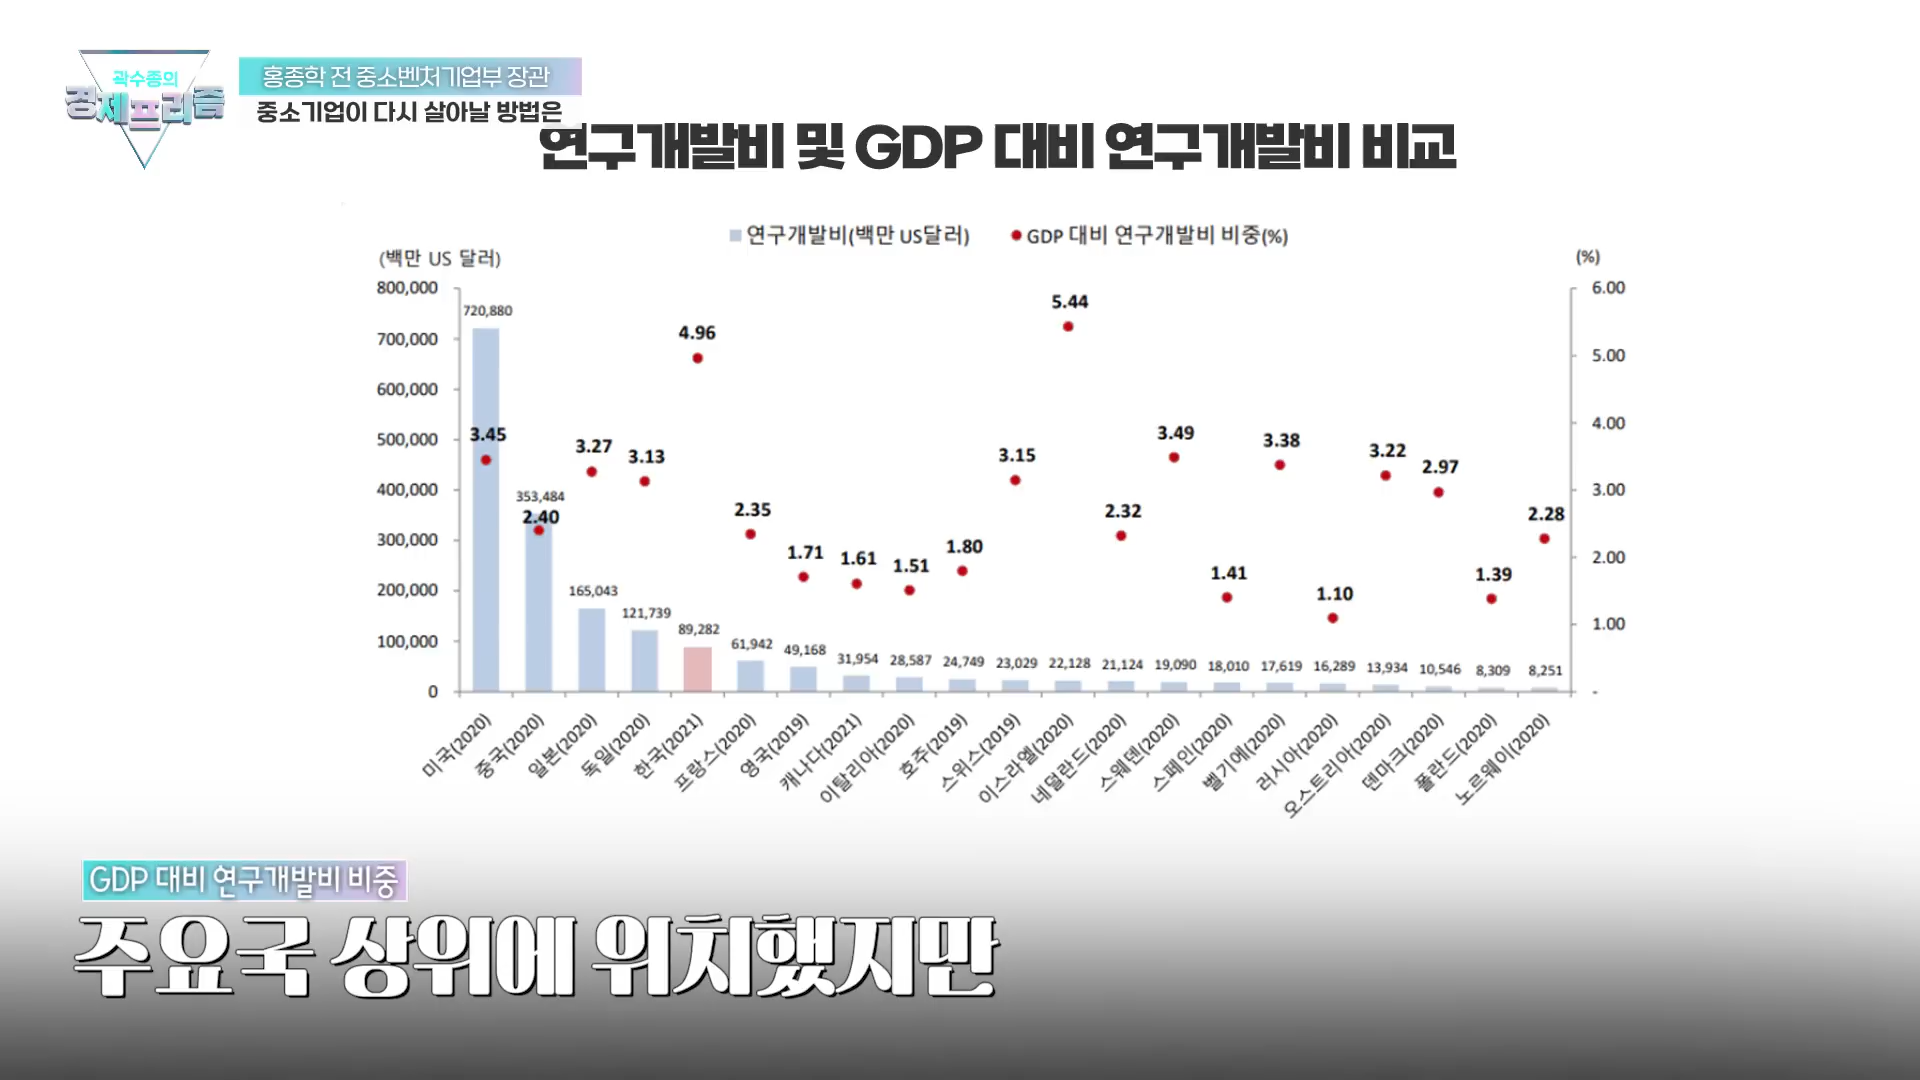 곽수종의
경제프리즘
홍종학 전 중소벤처기업부 장관
중소기업이 다시 살아날 방법은
연구개발비 및 GDP 대비 연구개발비 비교
연구개발비(백만 US달러) GDP 대비 연구개발비 비중(%)
(백만 US 달러) (%)
800,000 700,000 600,000 500,000 400,000 300,000 200,000 100,000 0
720,880 353,484 165,043 121,739 89,282 61,942 49,168 31,954 28,587 24,749 23,029 22,128 21,124 19,090 18,010 17,619 16,289 13,934 10,546 8,309 8,251
3.45 2.40 3.27 3.13 4.96 2.35 1.71 1.61 1.51 1.80 3.15 5.44 2.32 3.49 1.41 3.38 1.10 3.22 2.97 1.39 2.28
6.00 5.00 4.00 3.00 2.00 1.00 -
미국(2020) 중국(2020) 일본(2020) 독일(2020) 한국(2021) 프랑스(2020) 영국(2019) 캐나다(2021) 이탈리아(2020) 호주(2019) 스위스(2019) 이스라엘(2020) 네덜란드(2020) 스웨덴(2020) 스페인(2020) 벨기에(2020) 러시아(2020) 오스트리아(2020) 덴마크(2020) 폴란드(2020) 노르웨이(2020)
GDP 대비 연구개발비 비중
주요국 상위에 위치했지만